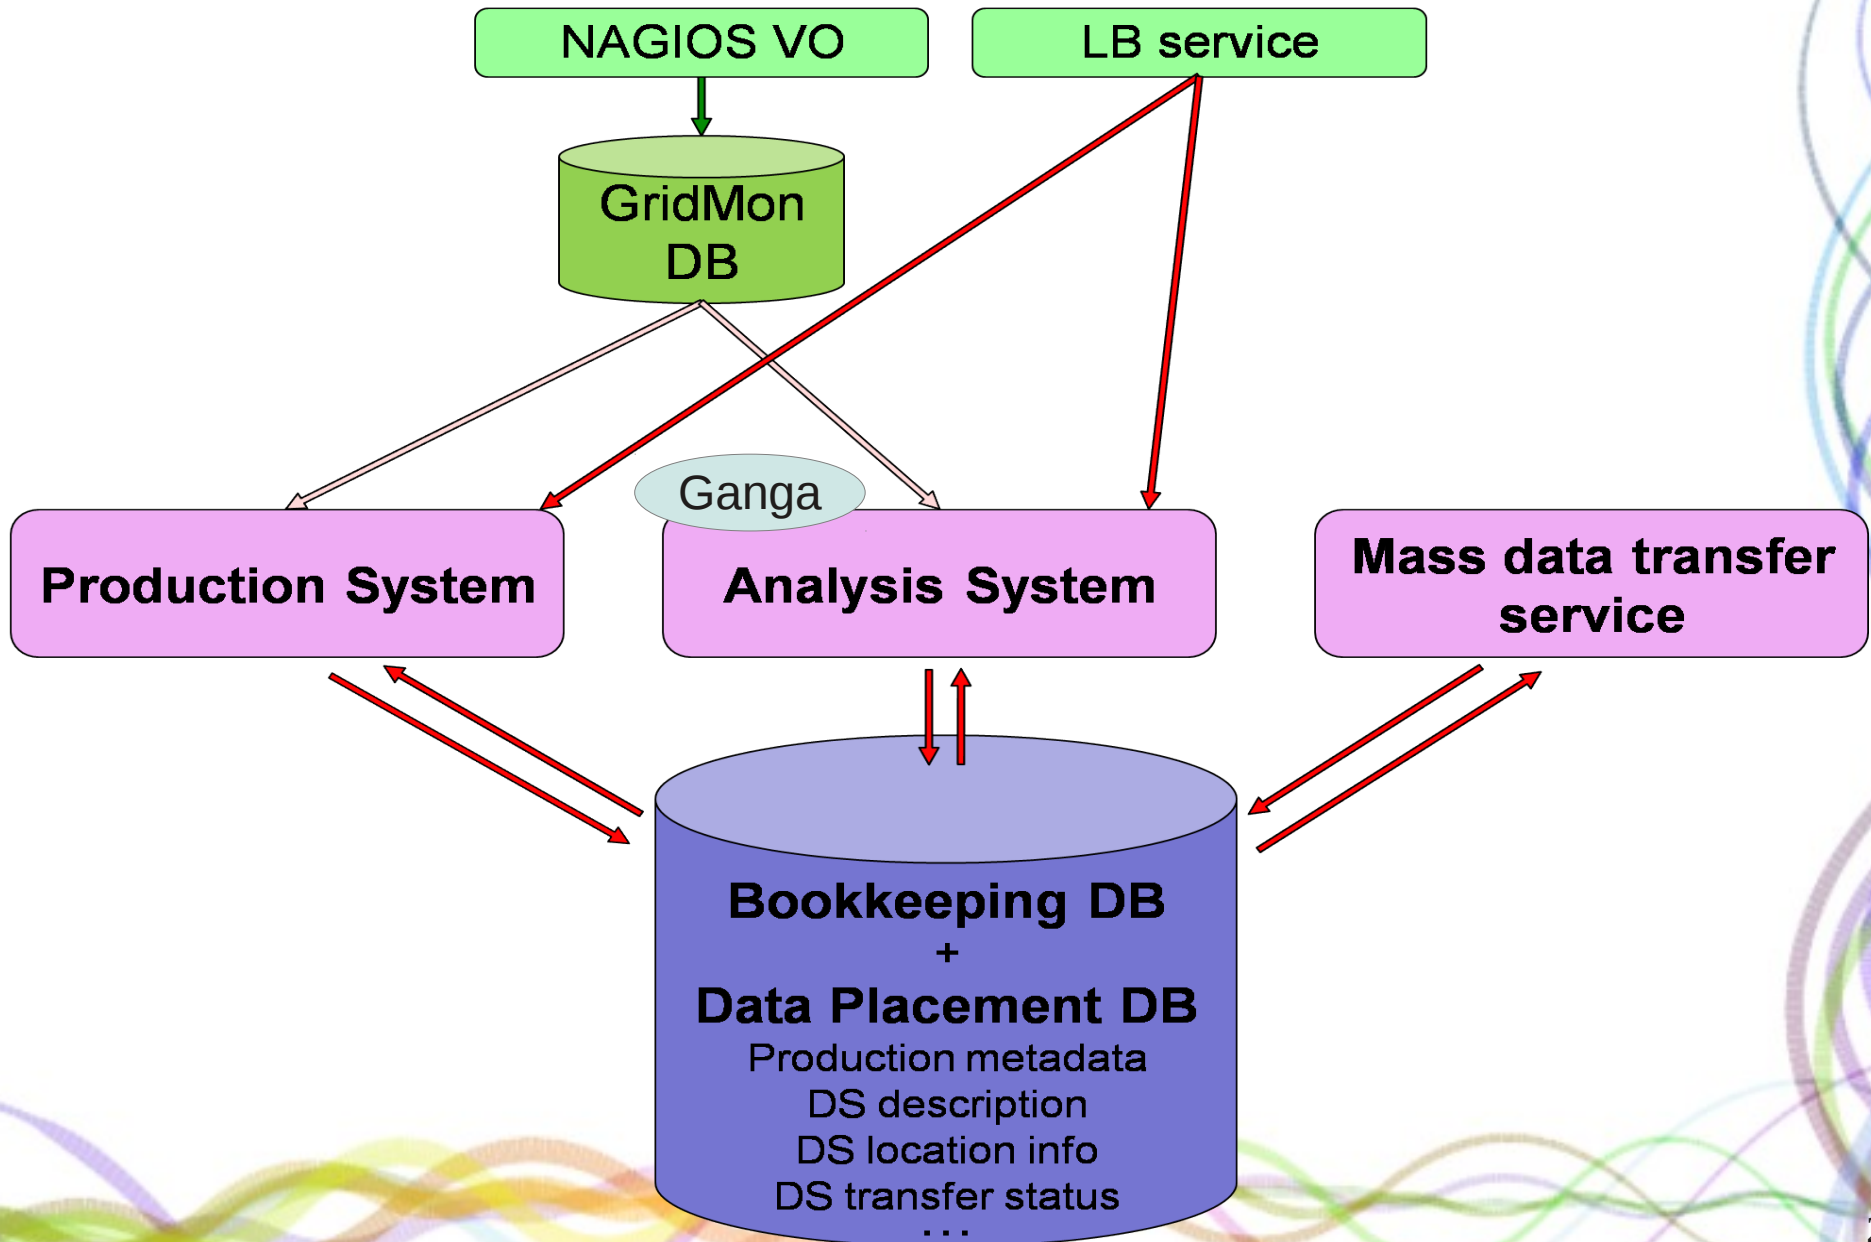 NAGIOS VO
LB service
GridMon
DB
Ganga
Production System
Analysis System
Mass data transfer
service
Bookkeeping DB
+
Data Placement DB
Production metadata
DS description
DS location info
DS transfer status
...